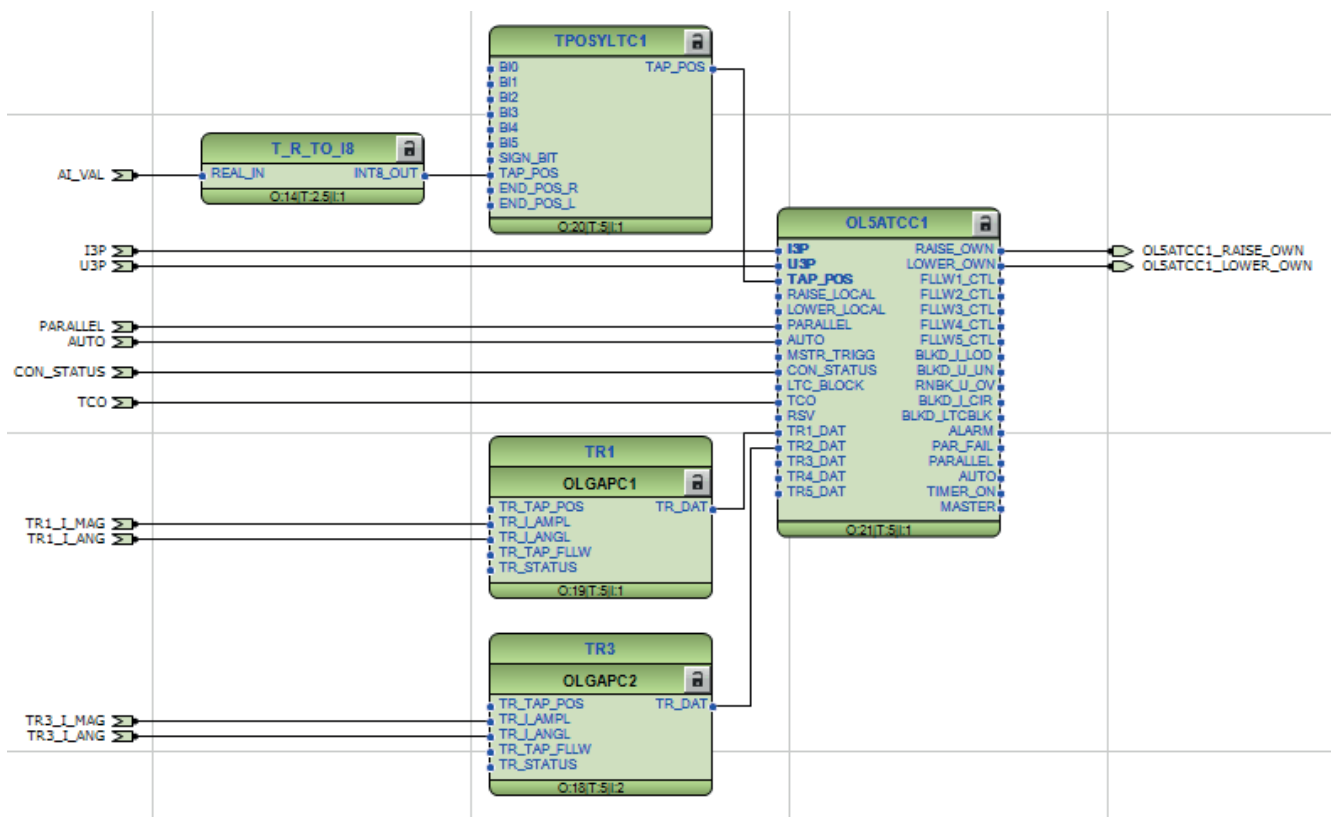 TPOSYLTC1
BI0 TAP_POS
BI1
BI2
BI3
BI4
BI5
SIGN_BIT
TAP_POS
END_POS_R
END_POS_L
O:20|T:5|I:1
T_R_TO_I8
AI_VAL REAL_IN INT8_OUT
O:14|T:2.5|I:1
OL5ATCC1
I3P I3P RAISE_OWN OL5ATCC1_RAISE_OWN
U3P U3P LOWER_OWN OL5ATCC1_LOWER_OWN
TAP_POS FLLW1_CTL
RAISE_LOCAL FLLW2_CTL
LOWER_LOCAL FLLW3_CTL
PARALLEL PARALLEL FLLW4_CTL
AUTO AUTO FLLW5_CTL
MSTR_TRIGG BLKD_I_LOD
CON_STATUS CON_STATUS BLKD_U_UN
LTC_BLOCK RNBK_U_OV
TCO TCO BLKD_I_CIR
RSV BLKD_LTCBLK
TR1_DAT ALARM
TR2_DAT PAR_FAIL
TR3_DAT PARALLEL
TR4_DAT AUTO
TR5_DAT TIMER_ON
MASTER
O:21|T:5|I:1
TR1
OLGAPC1
TR_TAP_POS TR_DAT
TR1_I_MAG TR_I_AMPL
TR1_I_ANG TR_I_ANGL
TR_TAP_FLLW
TR_STATUS
O:19|T:5|I:1
TR3
OLGAPC2
TR_TAP_POS TR_DAT
TR3_I_MAG TR_I_AMPL
TR3_I_ANG TR_I_ANGL
TR_TAP_FLLW
TR_STATUS
O:18|T:5|I:2